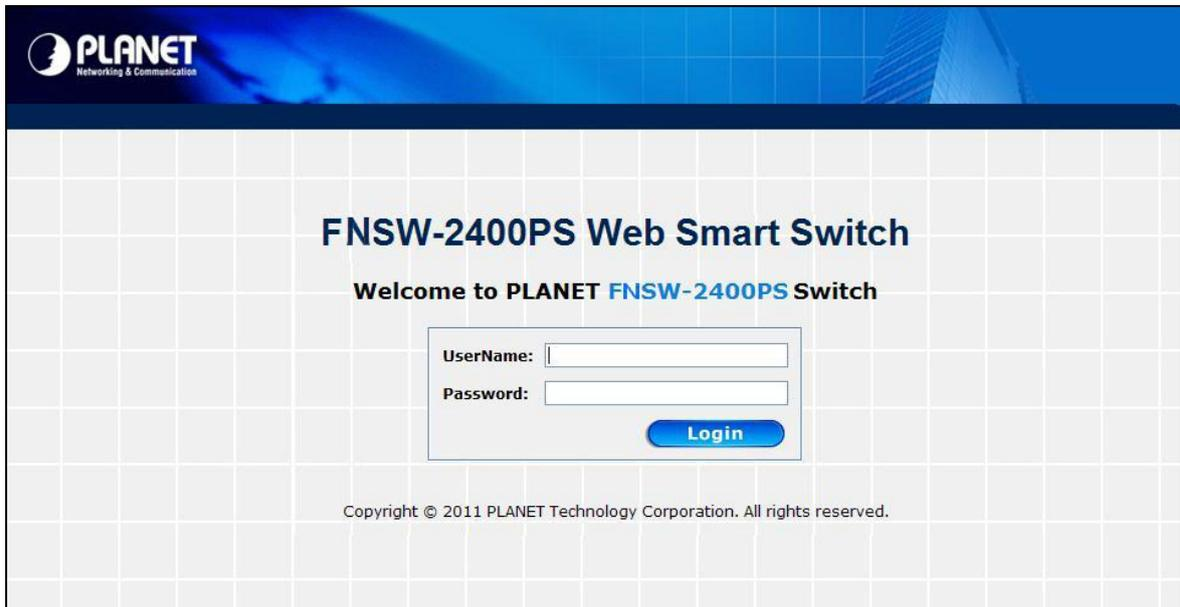 PLANET
Networking & Communication
FNSW-2400PS Web Smart Switch
Welcome to PLANET FNSW-2400PS Switch
UserName:
Password:
Login
Copyright © 2011 PLANET Technology Corporation. All rights reserved.